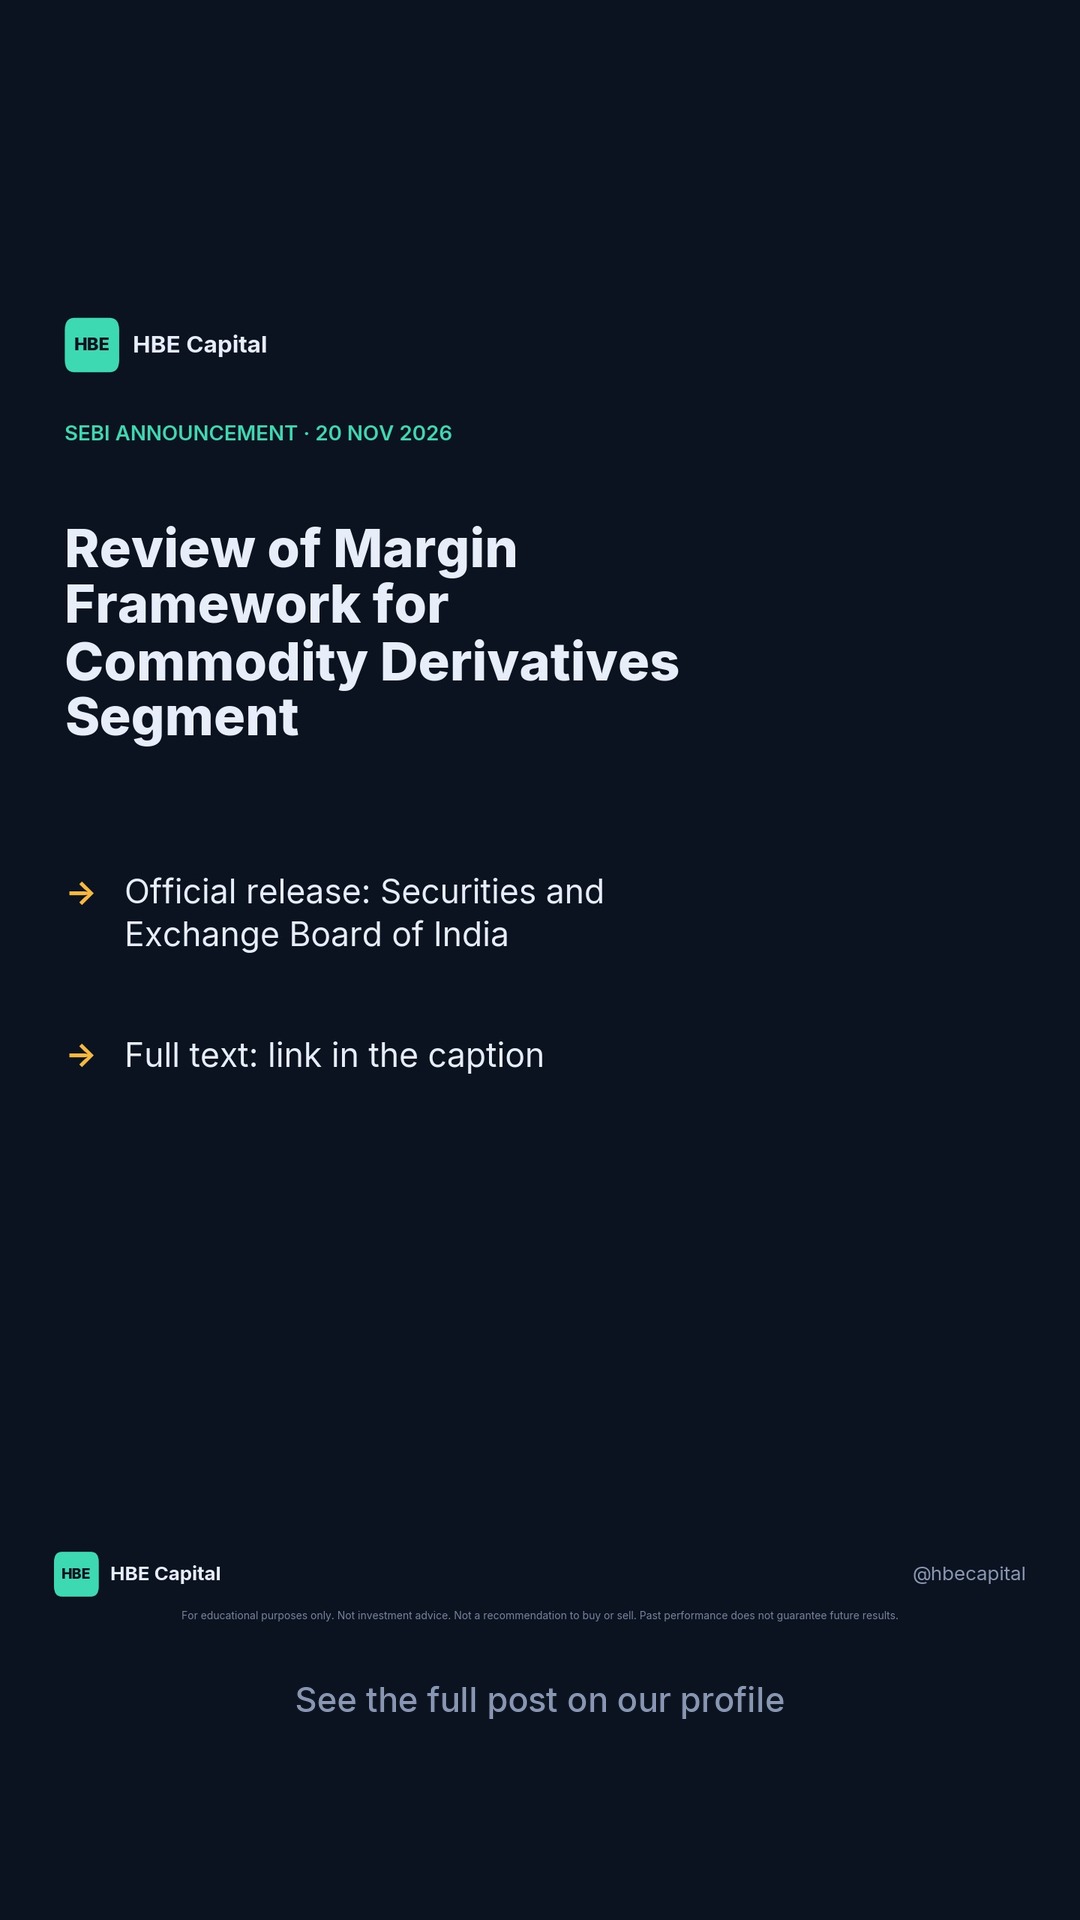 HBE
HBE Capital
SEBI ANNOUNCEMENT · 20 NOV 2026
Review of Margin
Framework for
Commodity Derivatives
Segment
→ Official release: Securities and
Exchange Board of India
→ Full text: link in the caption
HBE
HBE Capital
@hbecapital
For educational purposes only. Not investment advice. Not a recommendation to buy or sell. Past performance does not guarantee future results.
See the full post on our profile